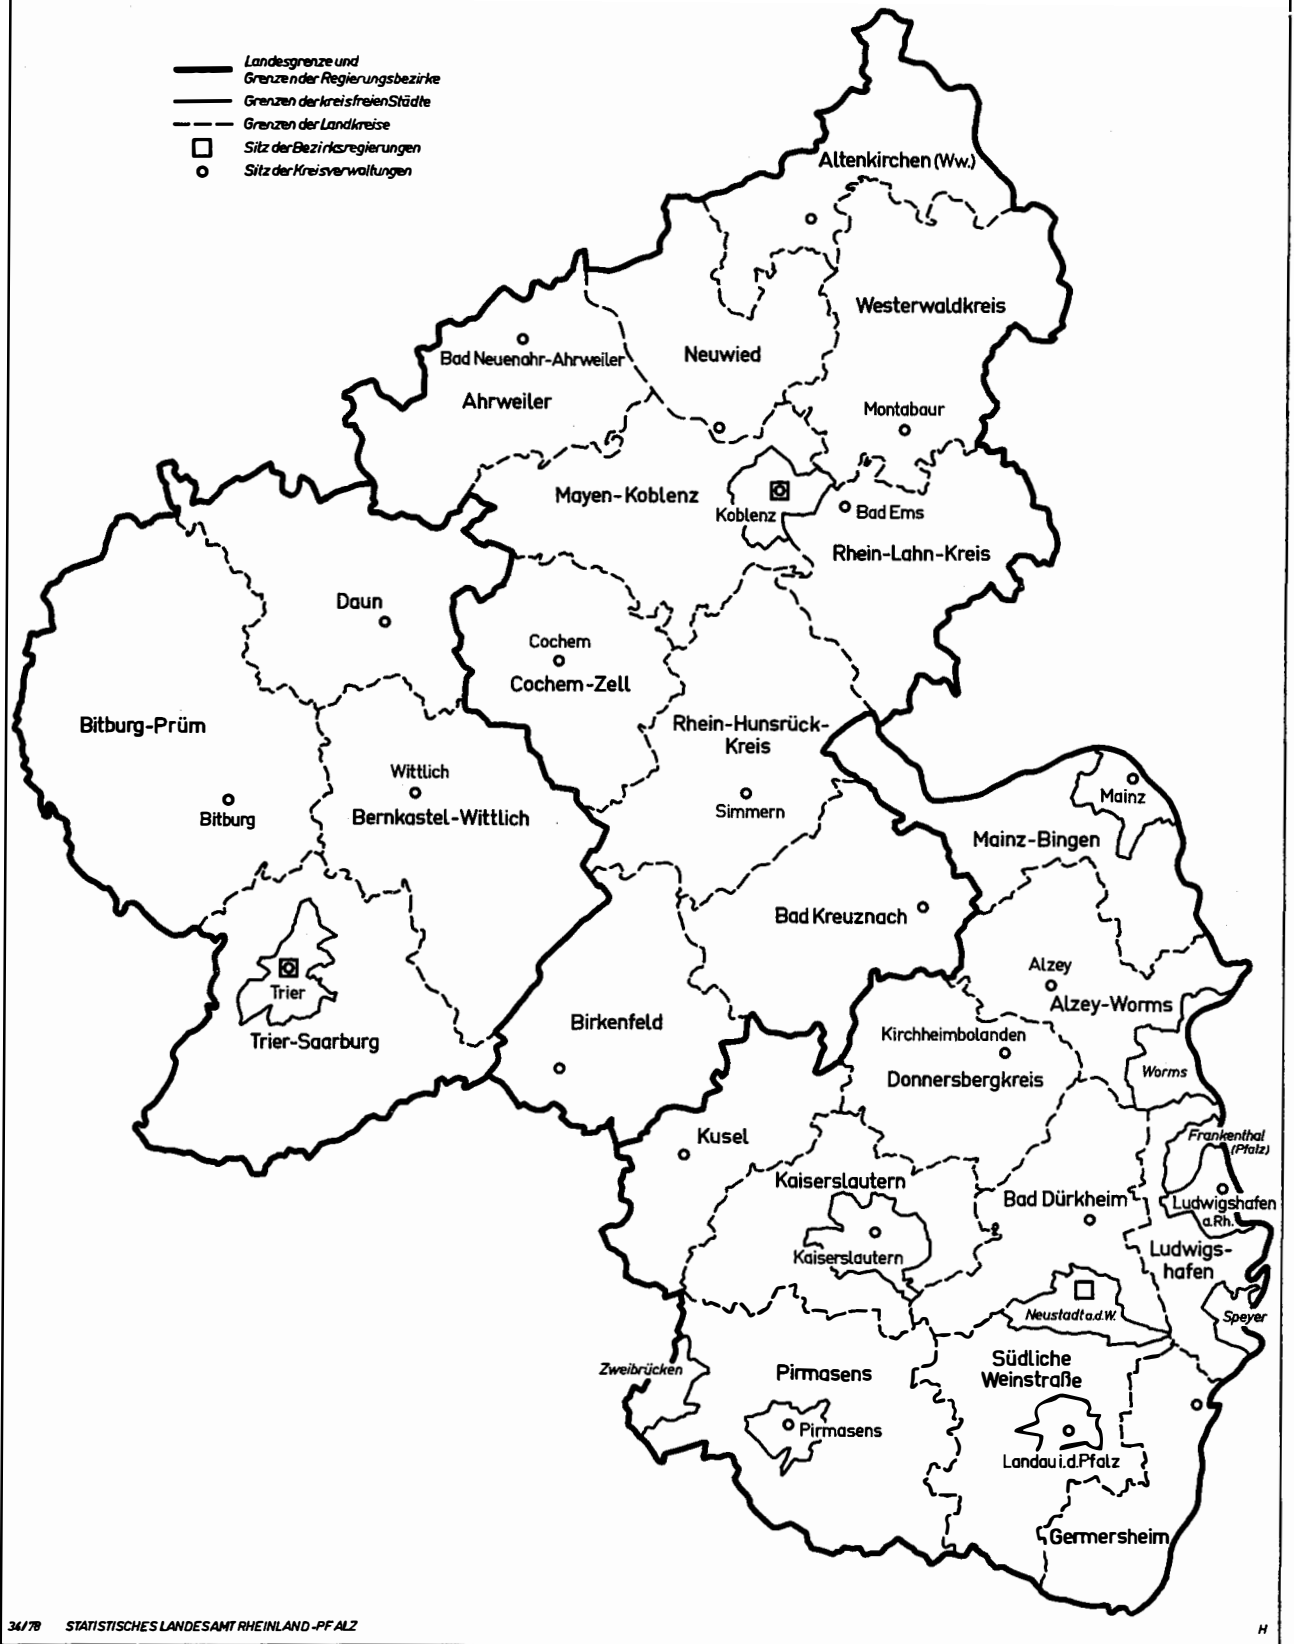 Landesgrenze und
Grenzen der Regierungsbezirke
Grenzen der kreisfreien Städte
Grenzen der Landkreise
Sitz der Bezirksregierungen
Sitz der Kreisverwaltungen
Altenkirchen (Ww.)
Westerwaldkreis
Neuwied
Bad Neuenahr-Ahrweiler
Ahrweiler
Montabaur
Mayen-Koblenz
Koblenz
Bad Ems
Rhein-Lahn-Kreis
Daun
Cochem
Cochem-Zell
Bitburg-Prüm
Rhein-Hunsrück-
Kreis
Wittlich
Bernkastel-Wittlich
Bitburg
Simmern
Mainz
Mainz-Bingen
Bad Kreuznach
Alzey
Alzey-Worms
Trier
Trier-Saarburg
Birkenfeld
Kirchheimbolanden
Donnersbergkreis
Worms
Kusel
Frankenthal
(Pfalz)
Kaiserslautern
Bad Dürkheim
Ludwigshafen
a.Rh.
Kaiserslautern
Ludwigs-
hafen
Neustadt a.d.W.
Speyer
Zweibrücken
Pirmasens
Südliche
Weinstraße
Pirmasens
Landau i.d.Pfalz
Germersheim
34/78 STATISTISCHES LANDESAMT RHEINLAND-PFALZ
H